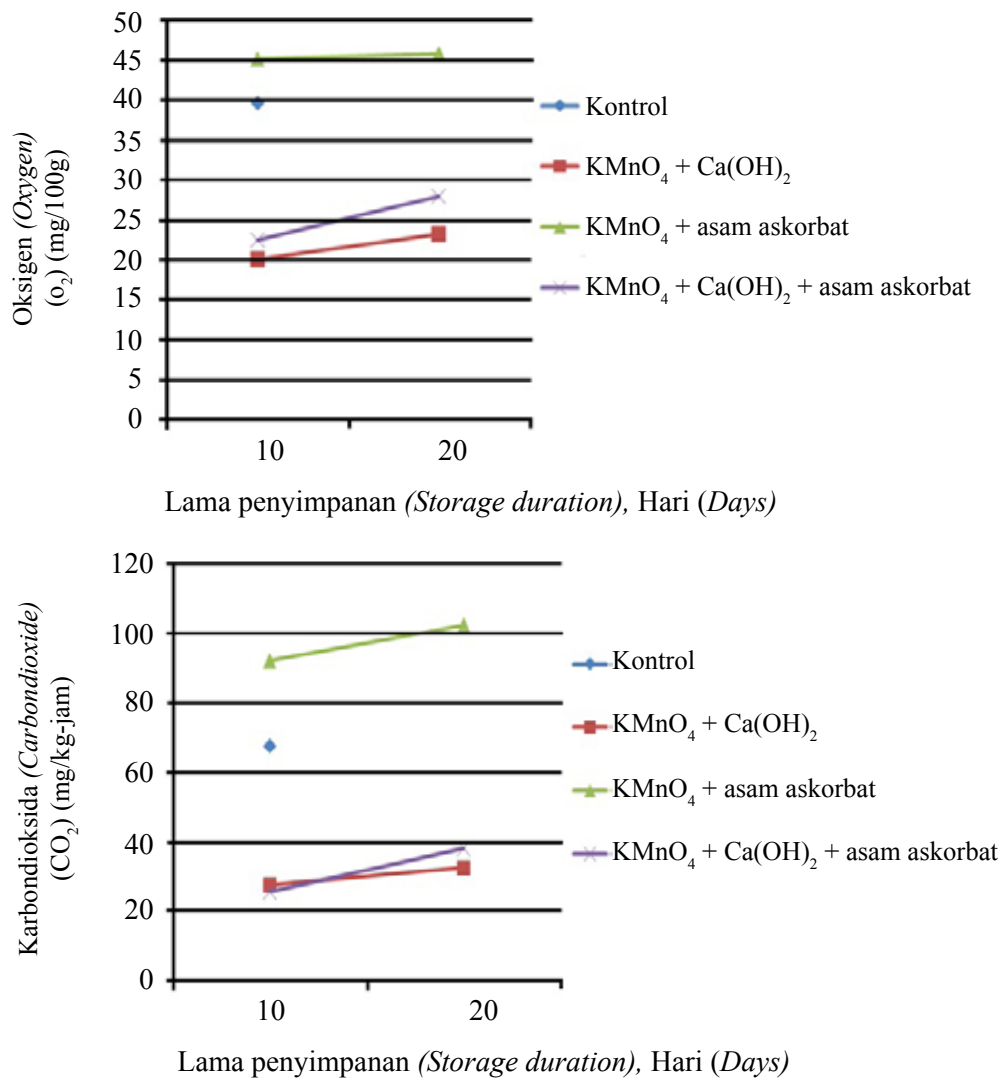 50
45
40
35
30
25
20
15
10
5
0
Oksigen (Oxygen)
(o₂) (mg/100g)
10 20
Lama penyimpanan (Storage duration), Hari (Days)
Kontrol
KMnO₄ + Ca(OH)₂
KMnO₄ + asam askorbat
KMnO₄ + Ca(OH)₂ + asam askorbat
120
100
80
60
40
20
0
Karbondioksida (Carbondioxide)
(CO₂) (mg/kg-jam)
10 20
Lama penyimpanan (Storage duration), Hari (Days)
Kontrol
KMnO₄ + Ca(OH)₂
KMnO₄ + asam askorbat
KMnO₄ + Ca(OH)₂ + asam askorbat